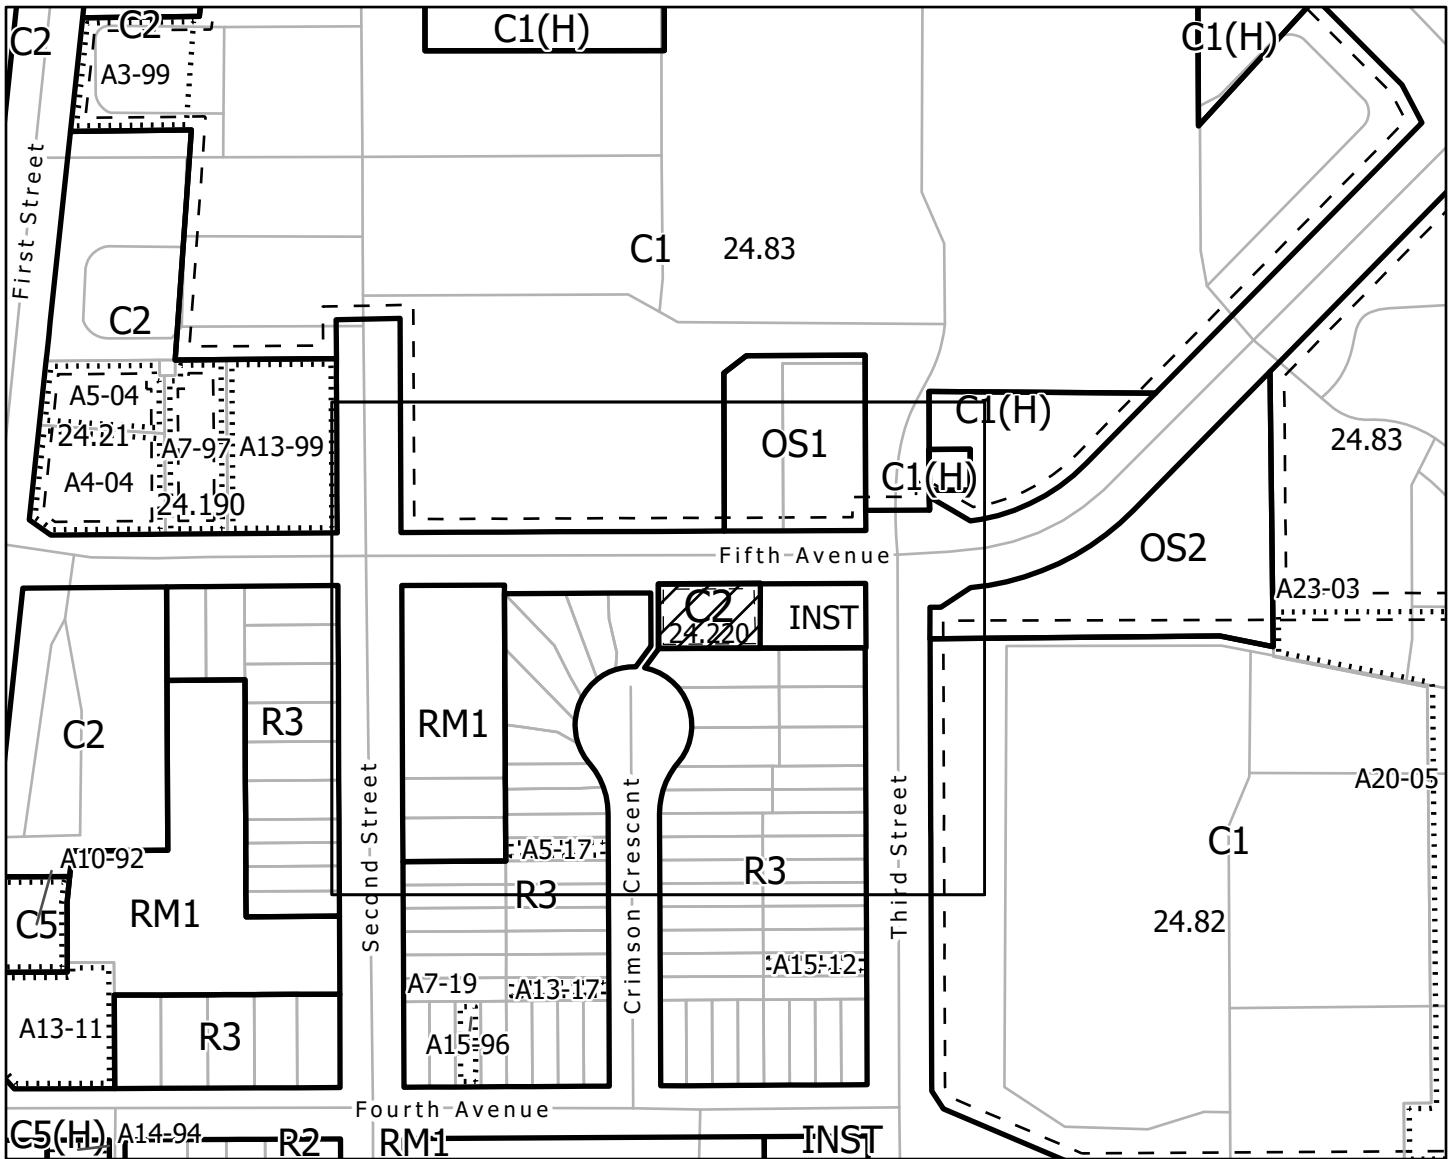 C2
C2
C1(H)
C1(H)
A3-99
First Street
C1
24.83
C2
A5-04
24.21
A7-97
A13-99
A4-04
24.190
OS1
C1(H)
C1(H)
24.83
Fifth Avenue
OS2
A23-03
C2
24.220
INST
C2
R3
RM1
Second Street
Crimson Crescent
Third Street
A20-05
A10-92
A5-17
R3
R3
C1
24.82
C5
RM1
A7-19
A13-17
A15-12
A13-11
R3
A15-96
Fourth Avenue
C5(H)
A14-94
R2
RM1
INST